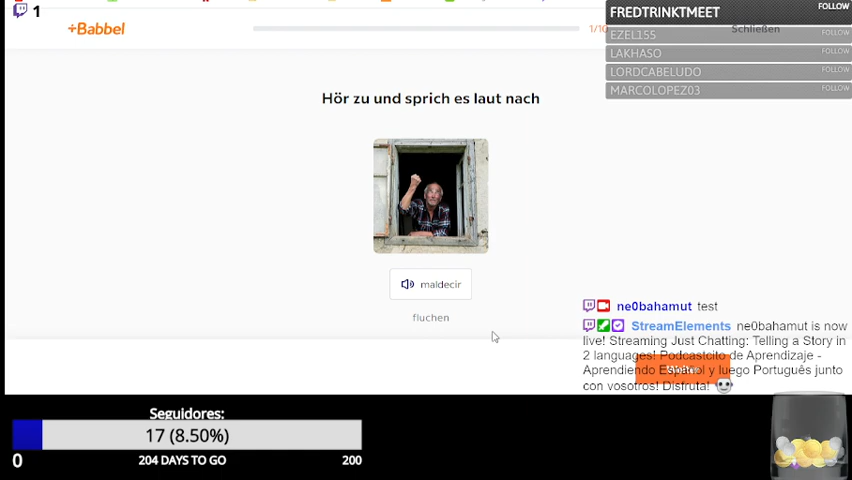 1
FREDTRINKTMEET FOLLOW
+Babbel
1/10
Schließen
EZEL155 FOLLOW
LAKHASO FOLLOW
LORDCABELUDO FOLLOW
MARCOLOPEZ03 FOLLOW
Hör zu und sprich es laut nach
maldecir
fluchen
ne0bahamut test
StreamElements ne0bahamut is now
live! Streaming Just Chatting: Telling a Story in
2 languages! Podcastcito de Aprendizaje -
Aprendiendo Español y luego Português junto
con vosotros! Disfruta!
Seguidores:
17 (8.50%)
0 204 DAYS TO GO 200